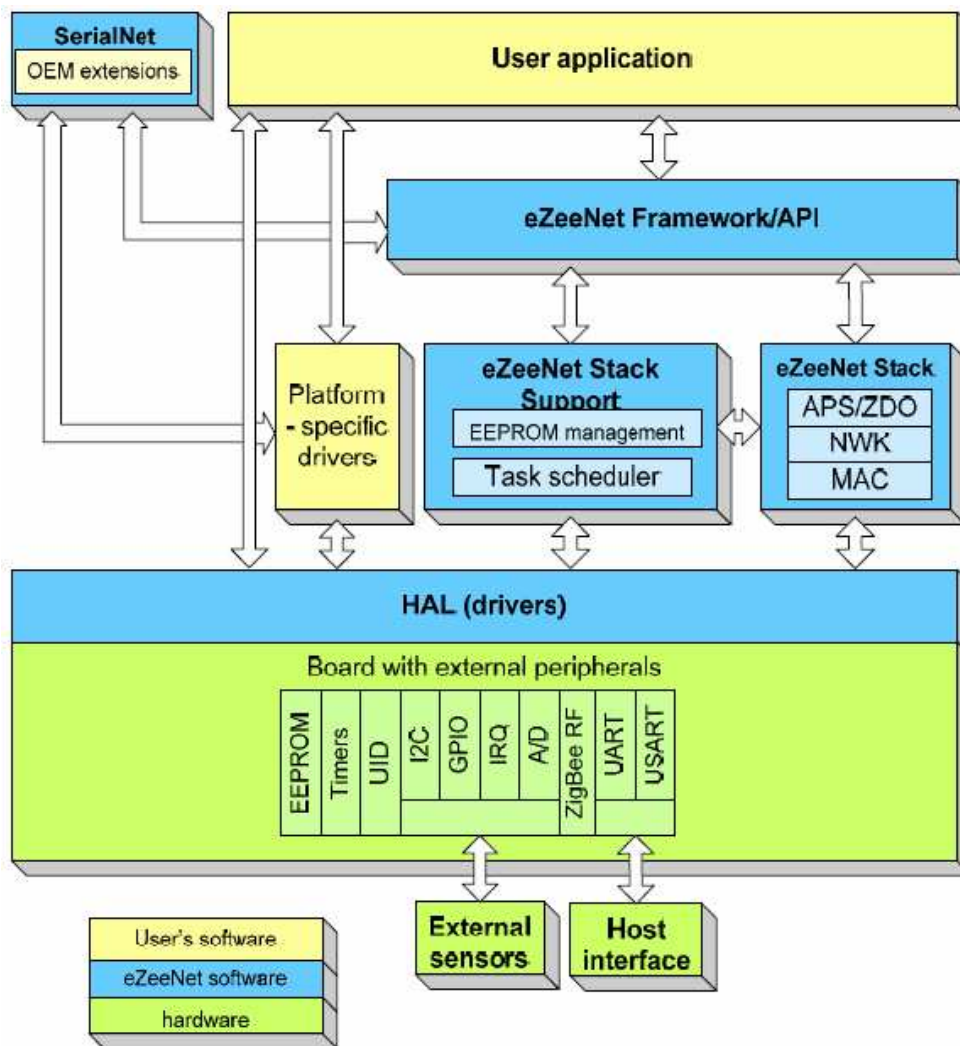 SerialNet
OEM extensions
User application
eZeeNet Framework/API
Platform
- specific
drivers
eZeeNet Stack
Support
EEPROM management
Task scheduler
eZeeNet Stack
APS/ZDO
NWK
MAC
HAL (drivers)
Board with external peripherals
EEPROM
Timers
UID
I2C
GPIO
IRQ
A/D
ZigBee RF
UART
USART
External
sensors
Host
interface
User's software
eZeeNet software
hardware